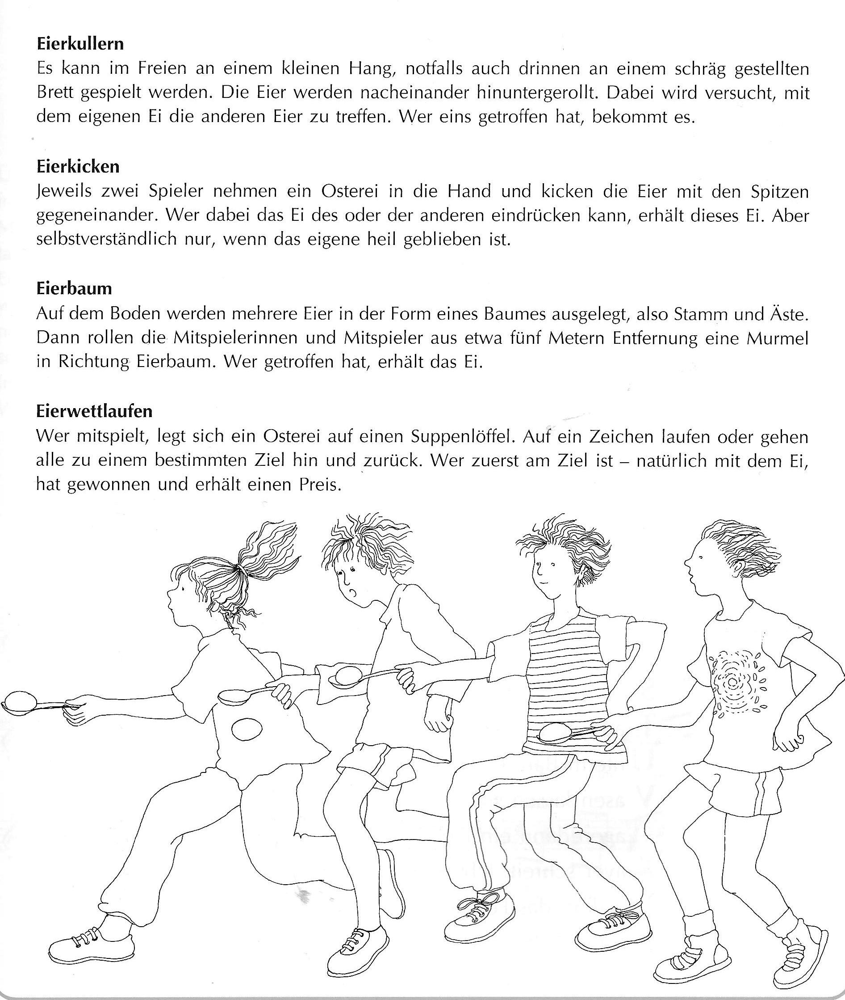 Eierkullern
Es kann im Freien an einem kleinen Hang, notfalls auch drinnen an einem schräg gestellten
Brett gespielt werden. Die Eier werden nacheinander hinuntergerollt. Dabei wird versucht, mit
dem eigenen Ei die anderen Eier zu treffen. Wer eins getroffen hat, bekommt es.
Eierkicken
Jeweils zwei Spieler nehmen ein Osterei in die Hand und kicken die Eier mit den Spitzen
gegeneinander. Wer dabei das Ei des oder der anderen eindrücken kann, erhält dieses Ei. Aber
selbstverständlich nur, wenn das eigene heil geblieben ist.
Eierbaum
Auf dem Boden werden mehrere Eier in der Form eines Baumes ausgelegt, also Stamm und Äste.
Dann rollen die Mitspielerinnen und Mitspieler aus etwa fünf Metern Entfernung eine Murmel
in Richtung Eierbaum. Wer getroffen hat, erhält das Ei.
Eierwettlaufen
Wer mitspielt, legt sich ein Osterei auf einen Suppenlöffel. Auf ein Zeichen laufen oder gehen
alle zu einem bestimmten Ziel hin und zurück. Wer zuerst am Ziel ist – natürlich mit dem Ei,
hat gewonnen und erhält einen Preis.